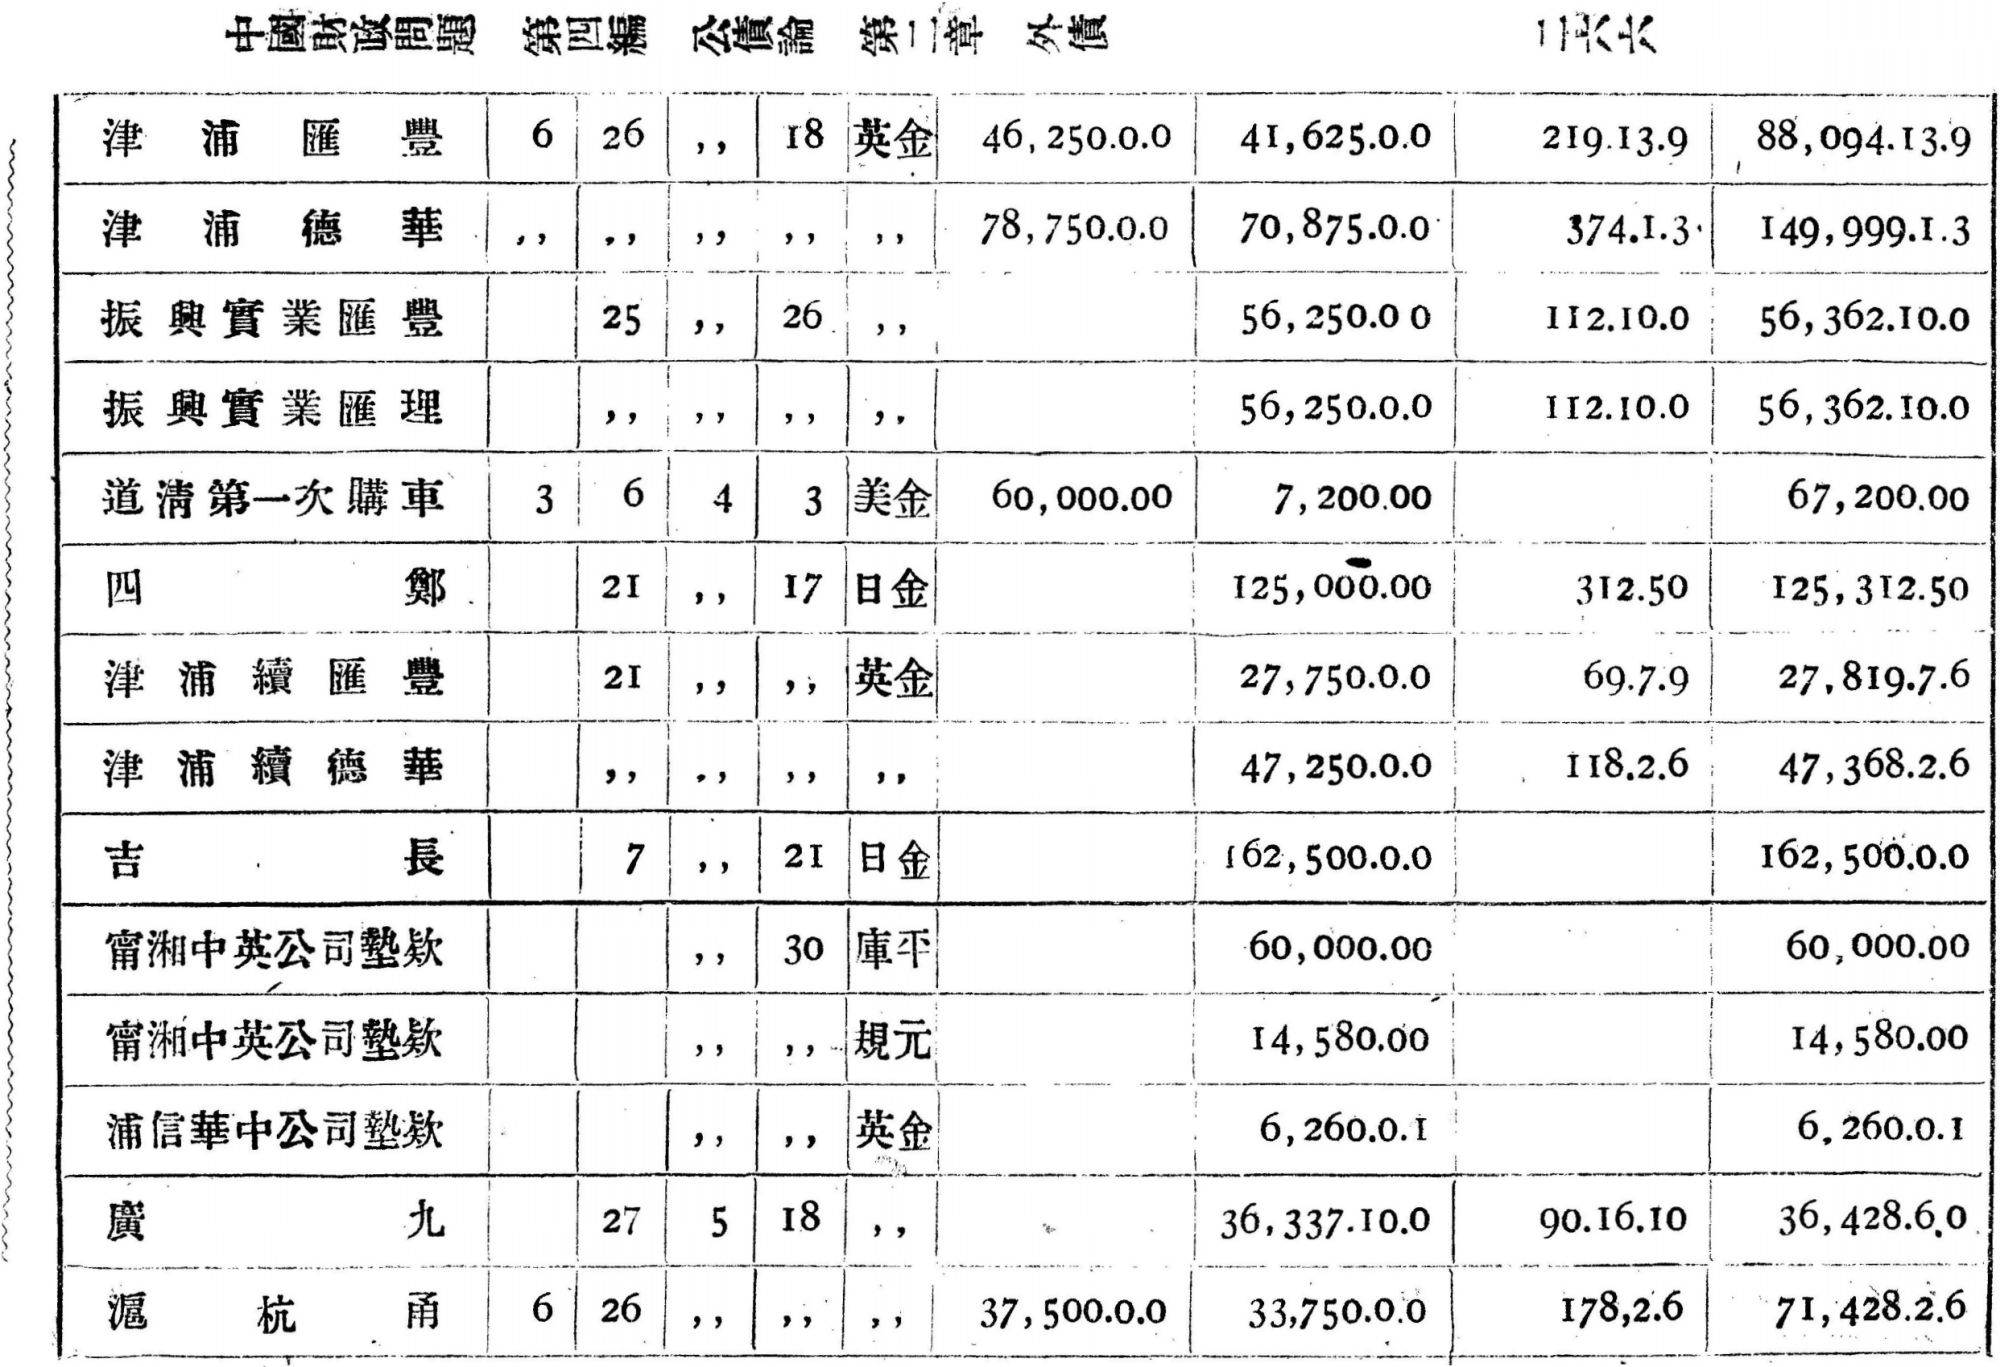 中國財政問題 第四編 公債論 第二章 外債 二六六
津浦匯豐 6 26 ,, 18 英金 46,250.0.0 41,625.0.0 219.13.9 88,094.13.9
津浦德華 ,, ,, ,, ,, ,, 78,750.0.0 70,875.0.0 374.1.3 149,999.1.3
振興實業匯豐 25 ,, 26 ,, 56,250.0 0 112.10.0 56,362.10.0
振興實業匯理 ,, ,, ,, ,, 56,250.0.0 112.10.0 56,362.10.0
道清第一次購車 3 6 4 3 美金 60,000.00 7,200.00 67,200.00
四鄭 21 ,, 17 日金 125,000.00 312.50 125,312.50
津浦續匯豐 21 ,, ,, 英金 27,750.0.0 69.7.9 27,819.7.6
津浦續德華 ,, ,, ,, ,, 47,250.0.0 118.2.6 47,368.2.6
吉長 7 ,, 21 日金 162,500.0.0 162,500.0.0
甯湘中英公司墊欵 ,, 30 庫平 60,000.00 60,000.00
甯湘中英公司墊欵 ,, ,, 規元 14,580.00 14,580.00
浦信華中公司墊欵 ,, ,, 英金 6,260.0.1 6,260.0.1
廣九 27 5 18 ,, 36,337.10.0 90.16.10 36,428.6.0
滬杭甬 6 26 ,, ,, ,, 37,500.0.0 33,750.0.0 178,2.6 71,428.2.6